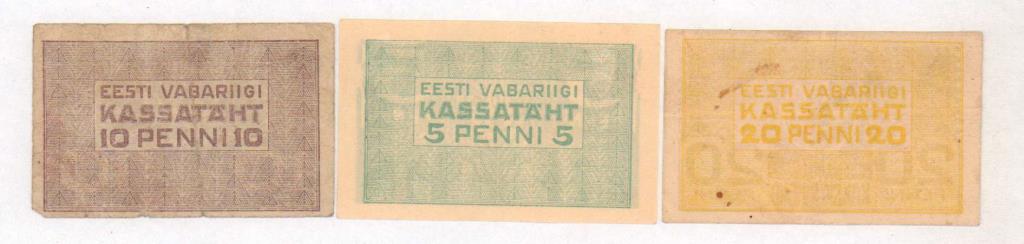 EESTI VABARIIGI
KASSATÄHT
10 PENNI 10
EESTI VABARIIGI
KASSATÄHT
5 PENNI 5
EESTI VABARIIGI
KASSATÄHT
20 PENNI 20